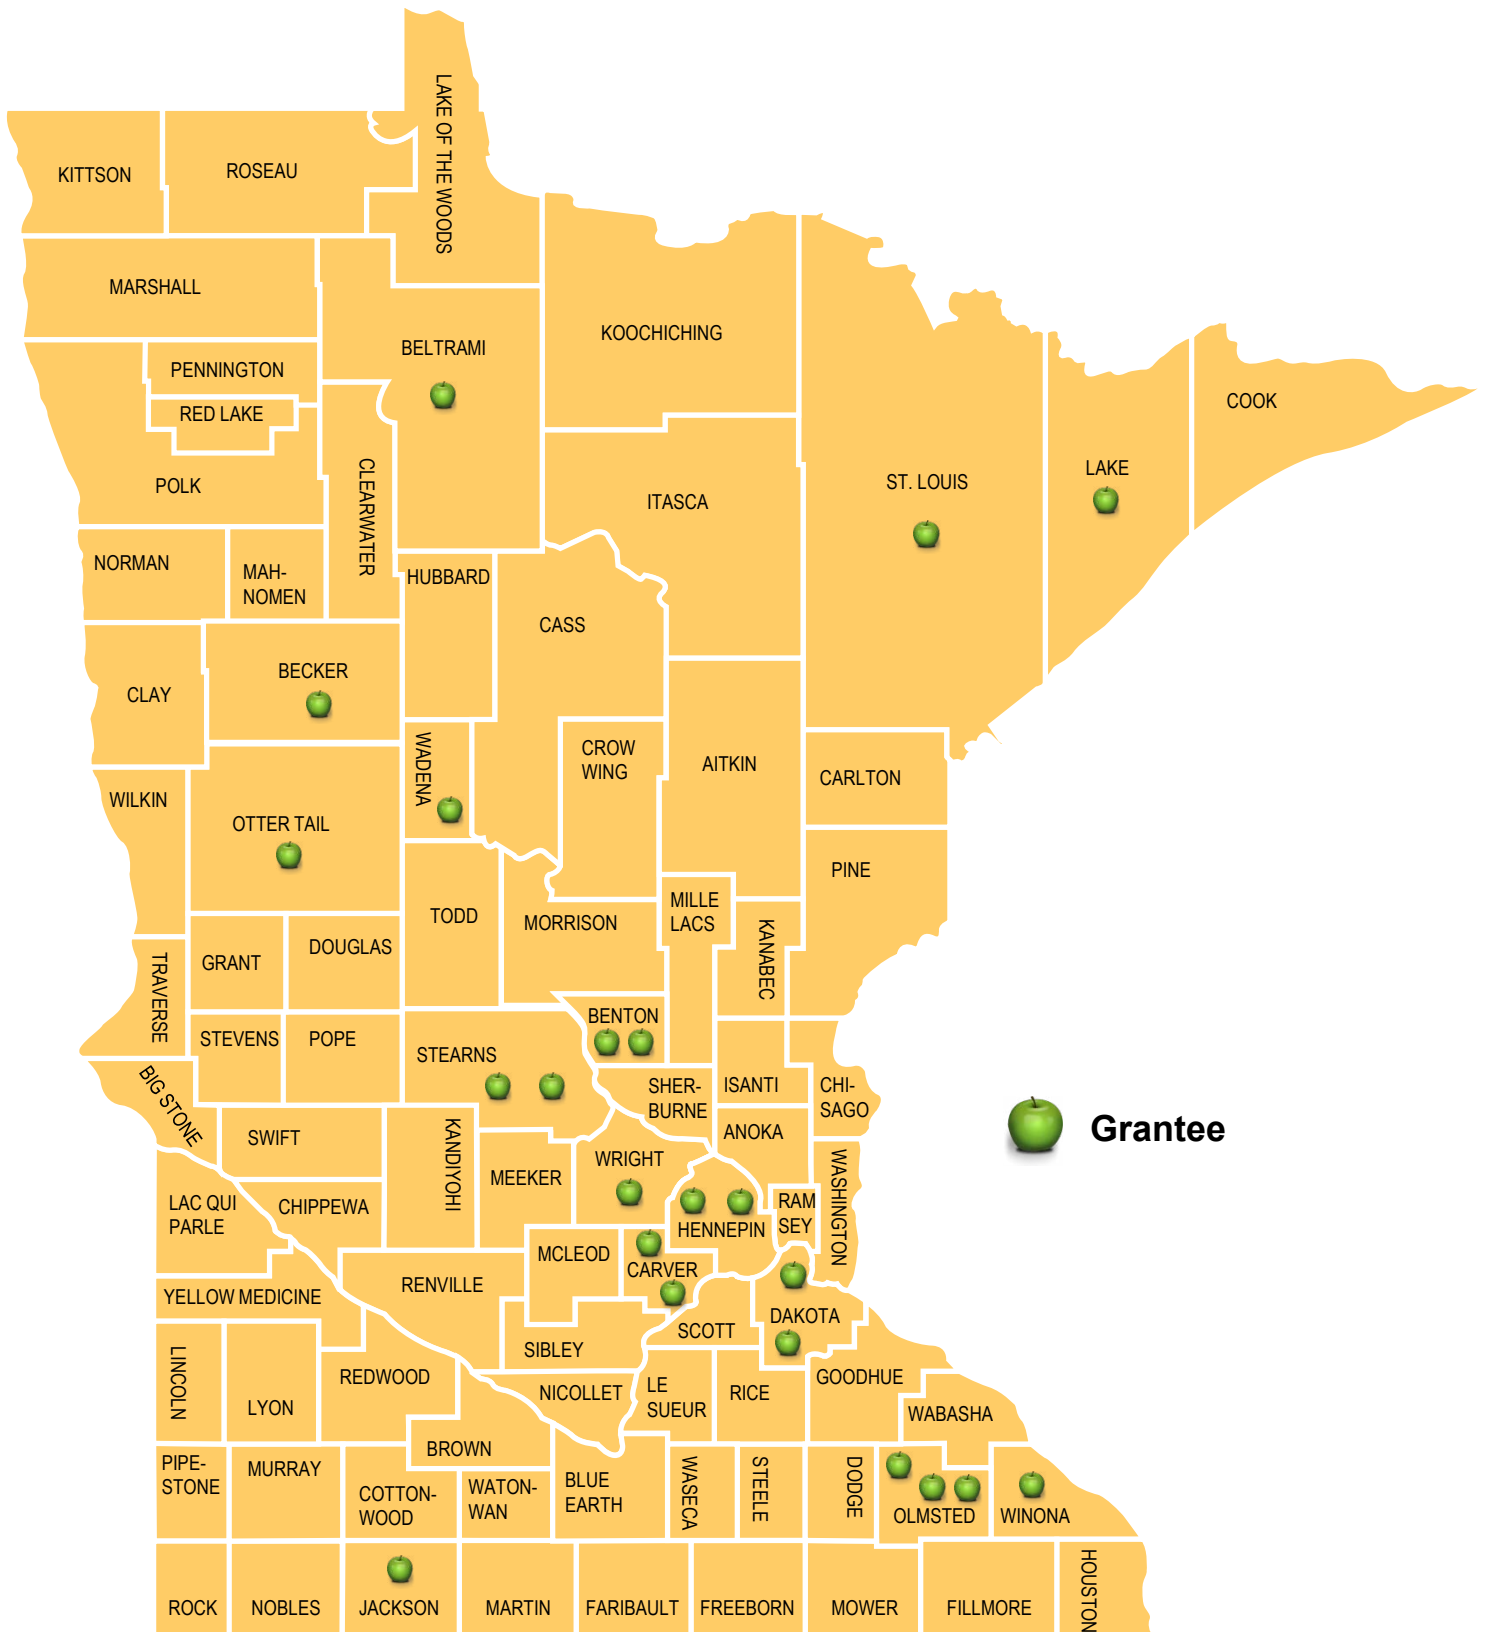 LAKE OF THE WOODS
KITTSON
ROSEAU
MARSHALL
KOOCHICHING
BELTRAMI
PENNINGTON
RED LAKE
COOK
LAKE
ST. LOUIS
POLK
CLEARWATER
ITASCA
NORMAN
MAH-
NOMEN
HUBBARD
CASS
BECKER
CLAY
WADENA
CROW
WING
AITKIN
CARLTON
WILKIN
OTTER TAIL
PINE
MILLE
LACS
TODD
MORRISON
KANABEC
GRANT
DOUGLAS
TRAVERSE
BENTON
STEVENS
POPE
STEARNS
BIG STONE
SHER-
BURNE
ISANTI
CHI-
SAGO
SWIFT
KANDIYOHI
ANOKA
Grantee
WRIGHT
MEEKER
WASHINGTON
LAC QUI
PARLE
CHIPPEWA
RAM
SEY
HENNEPIN
MCLEOD
CARVER
RENVILLE
YELLOW MEDICINE
DAKOTA
SCOTT
SIBLEY
LINCOLN
LYON
REDWOOD
NICOLLET
LE
SUEUR
RICE
GOODHUE
WABASHA
BROWN
PIPE-
STONE
MURRAY
COTTON-
WOOD
WATON-
WAN
BLUE
EARTH
WASECA
STEELE
DODGE
OLMSTED
WINONA
ROCK
NOBLES
JACKSON
MARTIN
FARIBAULT
FREEBORN
MOWER
FILLMORE
HOUSTON